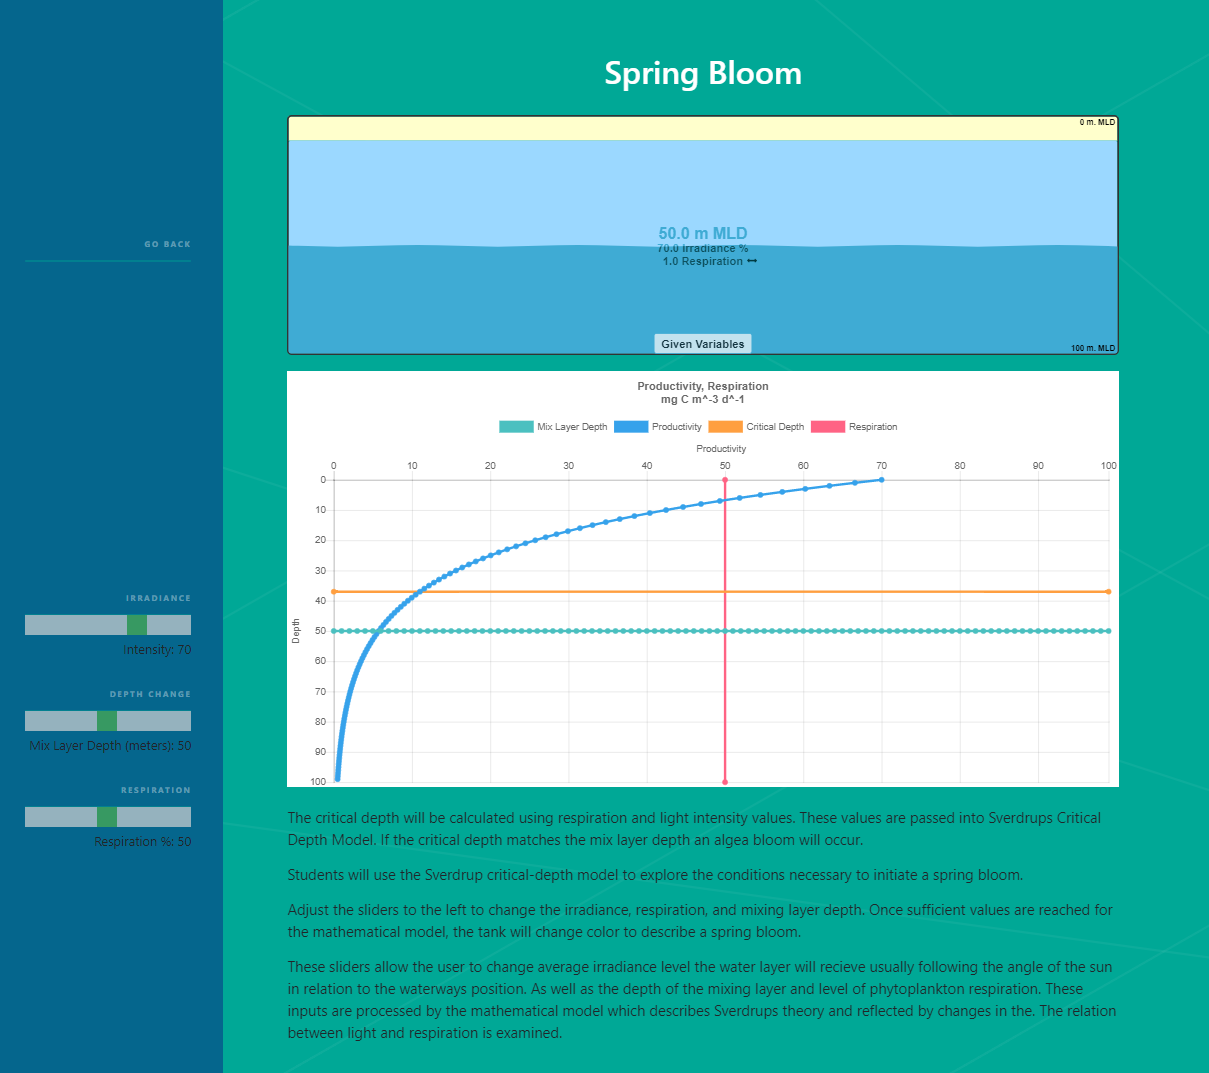 Spring Bloom
0 m. MLD
GO BACK
50.0 m MLD
70.0 Irradiance %
1.0 Respiration
Given Variables
100 m. MLD
Productivity, Respiration
mg C m^-3 d^-1
Mix Layer Depth Productivity Critical Depth Respiration
Productivity
0 10 20 30 40 50 60 70 80 90 100
0
10
20
30
40
50
60
70
80
90
100
Depth
IRRADIANCE
Intensity: 70
DEPTH CHANGE
Mix Layer Depth (meters): 50
RESPIRATION
Respiration %: 50
The critical depth will be calculated using respiration and light intensity values. These values are passed into Sverdrups Critical
Depth Model. If the critical depth matches the mix layer depth an algea bloom will occur.
Students will use the Sverdrup critical-depth model to explore the conditions necessary to initiate a spring bloom.
Adjust the sliders to the left to change the irradiance, respiration, and mixing layer depth. Once sufficient values are reached for
the mathematical model, the tank will change color to describe a spring bloom.
These sliders allow the user to change average irradiance level the water layer will recieve usually following the angle of the sun
in relation to the waterways position. As well as the depth of the mixing layer and level of phytoplankton respiration. These
inputs are processed by the mathematical model which describes Sverdrups theory and reflected by changes in the. The relation
between light and respiration is examined.